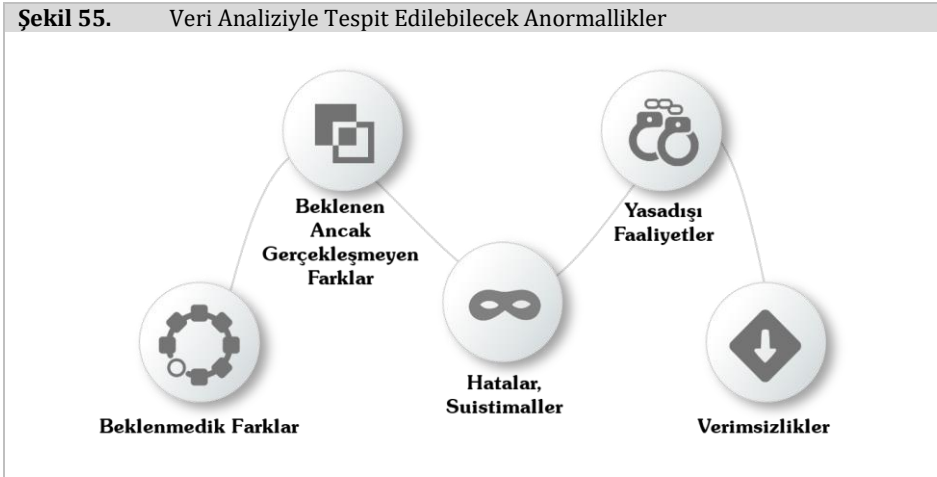 Şekil 55. Veri Analiziyle Tespit Edilebilecek Anormallikler
Beklenen
Ancak
Gerçekleşmeyen
Farklar
Yasadışı
Faaliyetler
Hatalar,
Suistimaller
Beklenmedik Farklar
Verimsizlikler